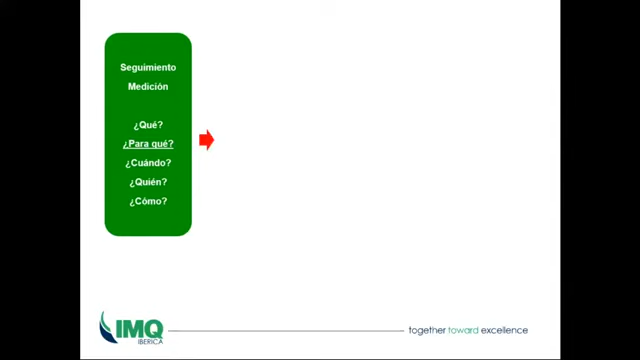 Seguimiento
Medición
¿Qué?
¿Para qué?
¿Cuándo?
¿Quién?
¿Cómo?
IMQ
IBERICA
together toward excellence